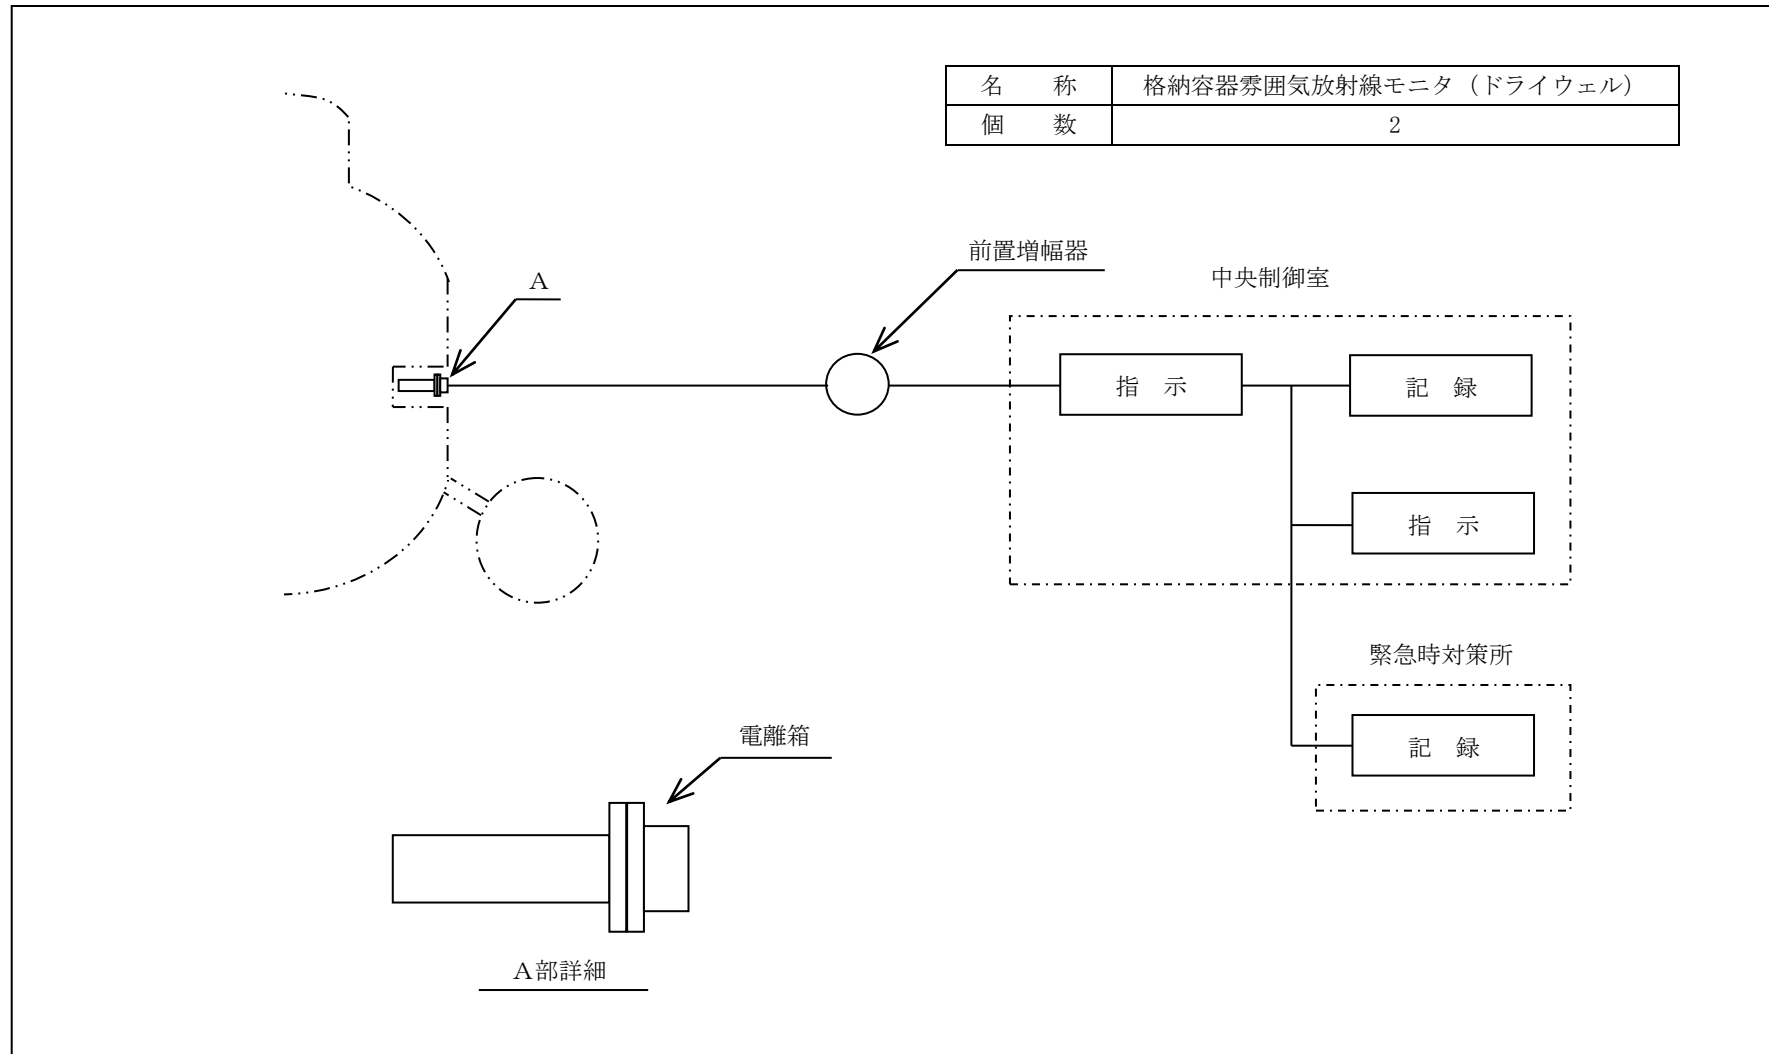 名　　称　格納容器雰囲気放射線モニタ（ドライウェル）
個　　数　2
前置増幅器
中央制御室
A
指　示
記　録
指　示
緊急時対策所
記　録
電離箱
A部詳細